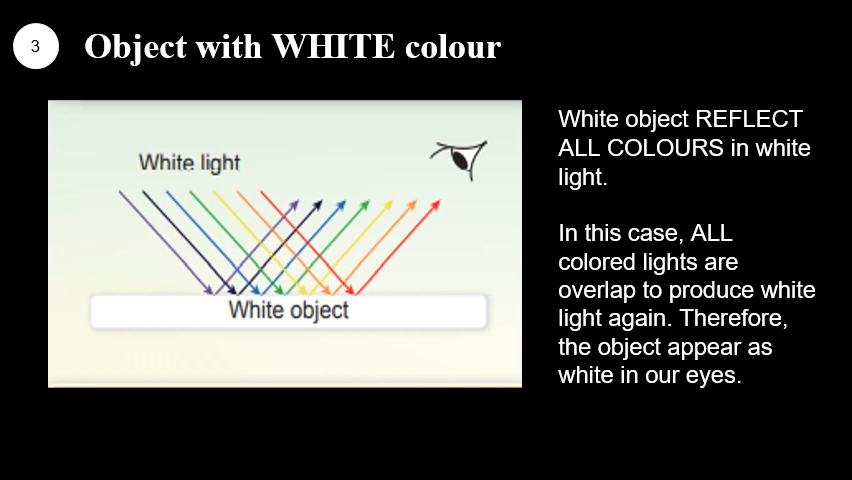 3
Object with WHITE colour
White light
White object
White object REFLECT
ALL COLOURS in white
light.
In this case, ALL
colored lights are
overlap to produce white
light again. Therefore,
the object appear as
white in our eyes.